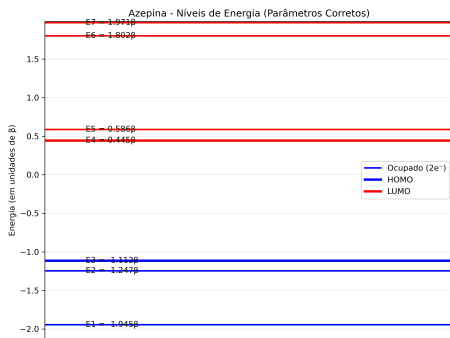 Azepina - Níveis de Energia (Parâmetros Corretos)
E7 = 1.971β
E6 = 1.802β
1.5
1.0
E5 = 0.586β
0.5
E4 = 0.445β
Ocupado (2e⁻)
HOMO
LUMO
0.0
Energia (em unidades de β)
−0.5
−1.0
E3 = -1.112β
E2 = -1.247β
−1.5
E1 = -1.945β
−2.0